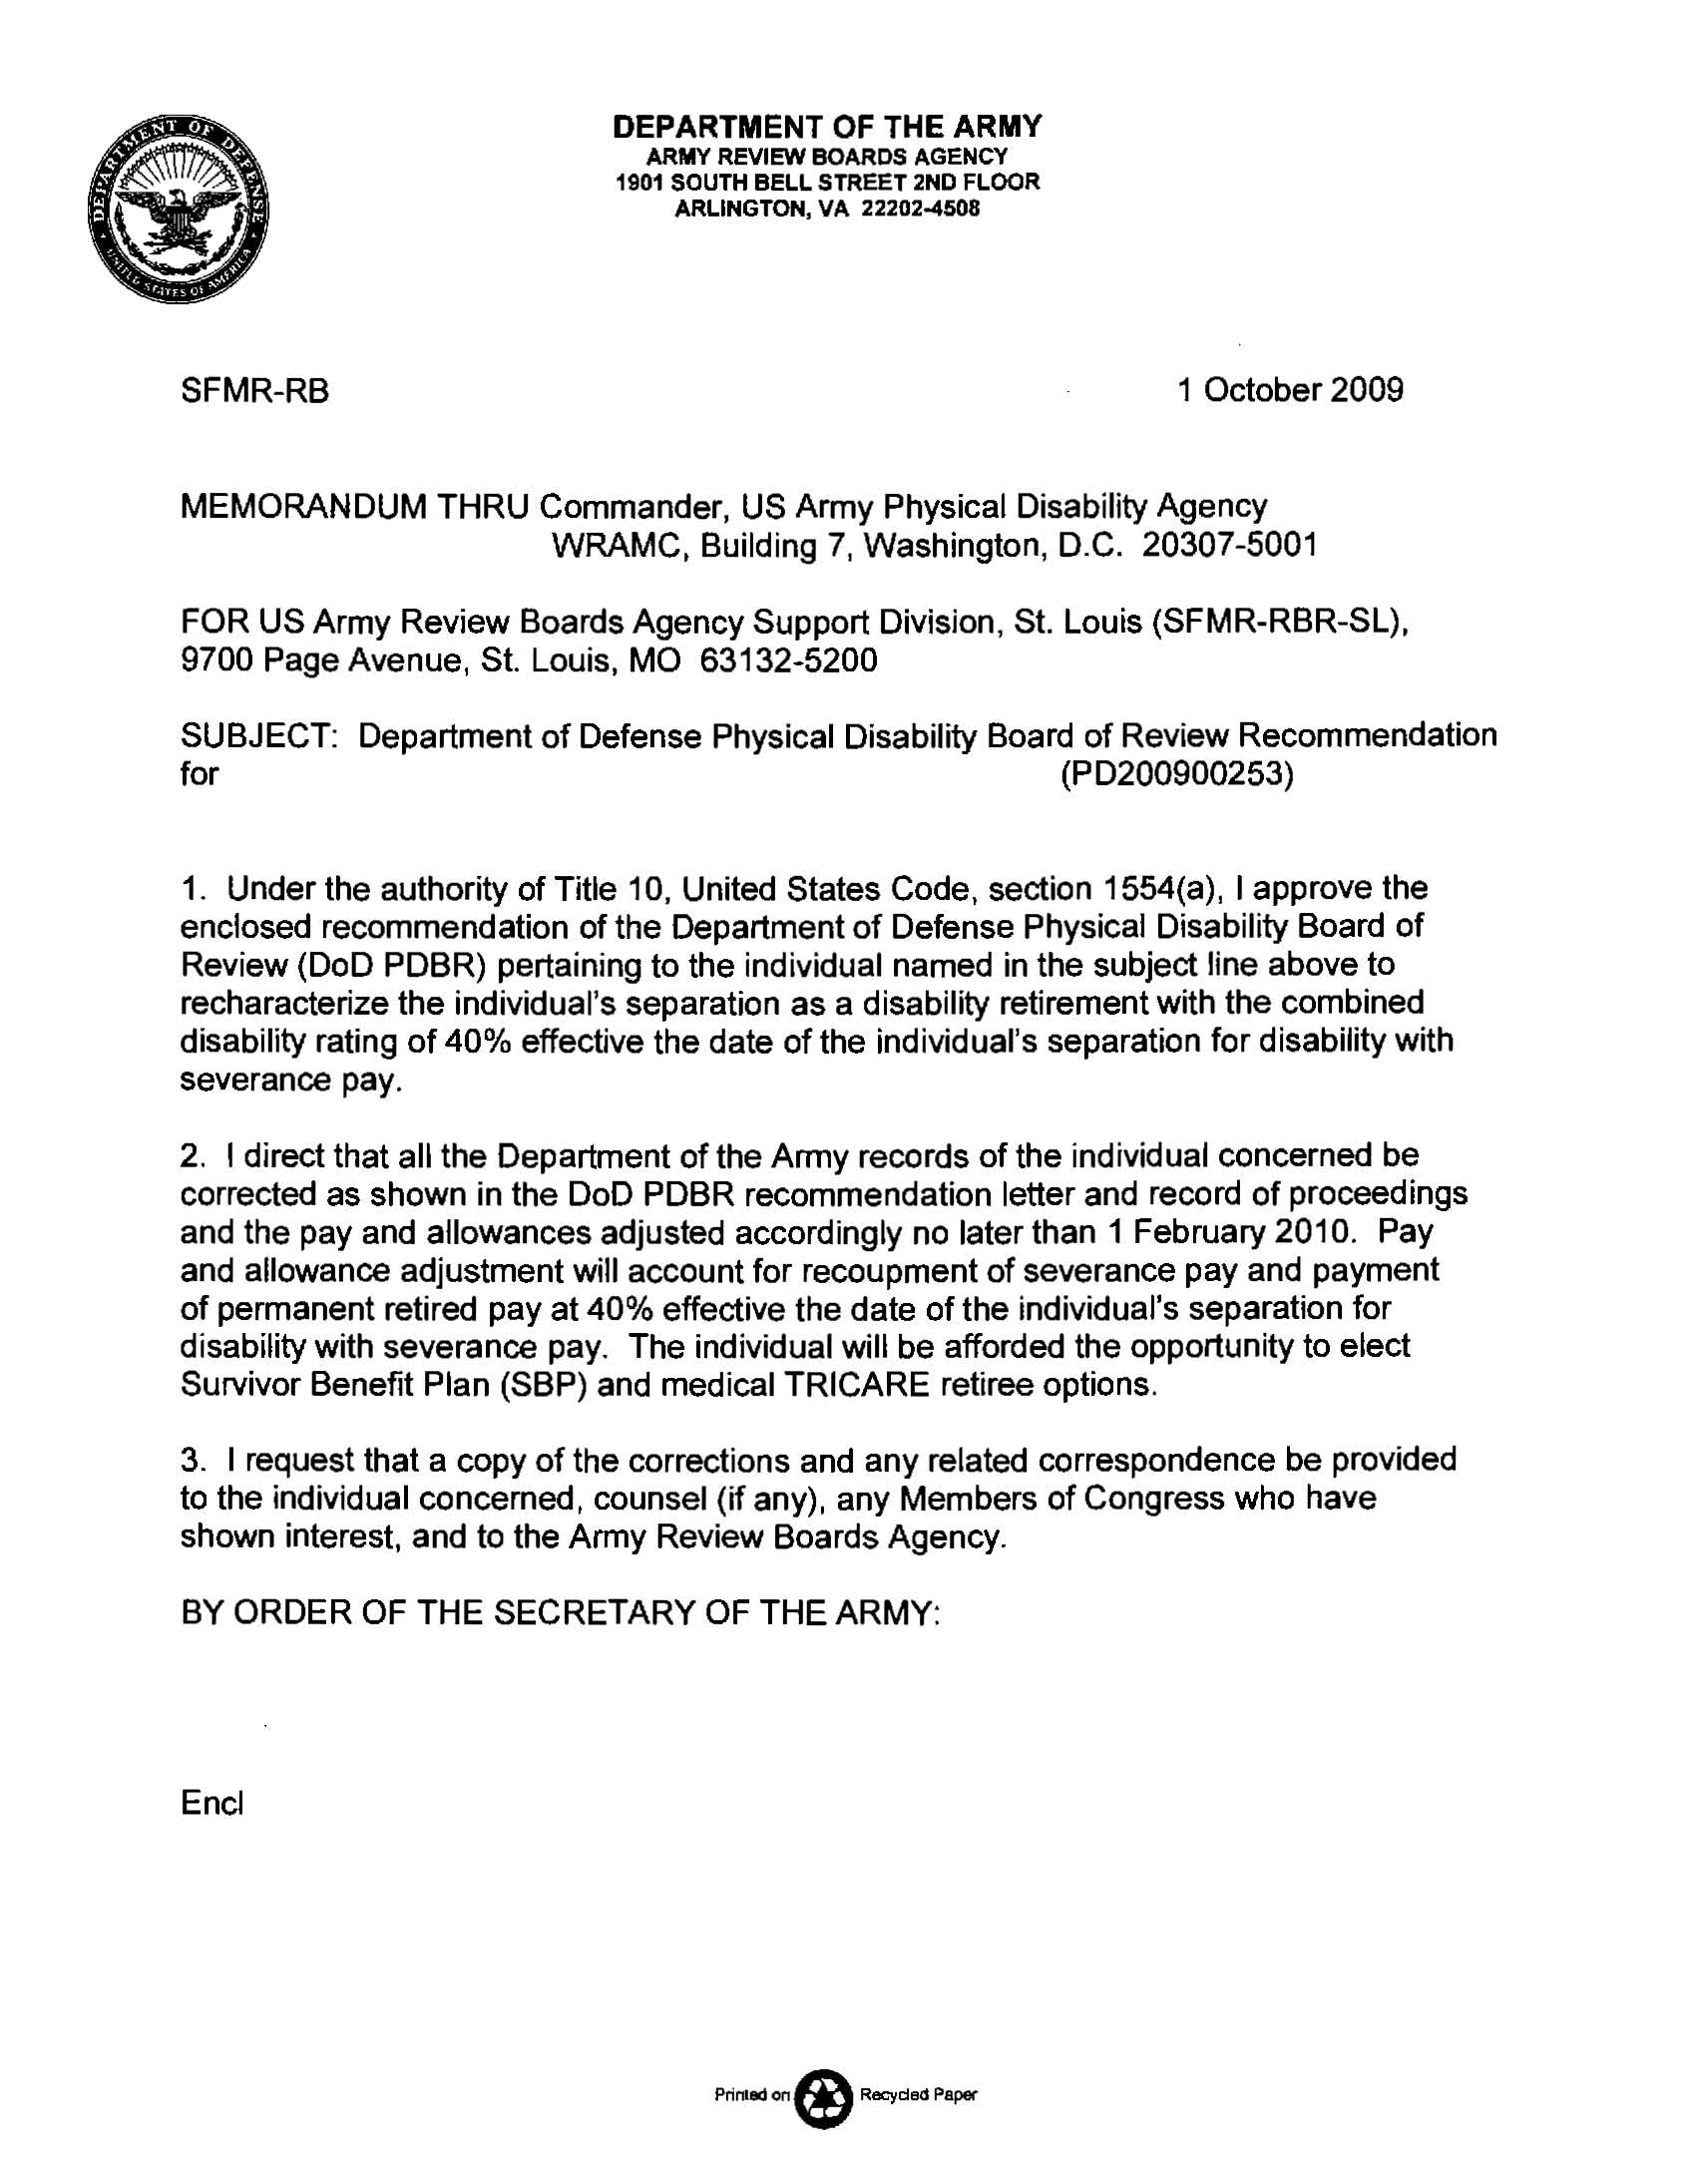 DEPARTMENT OF DEFENSE
UNITED STATES OF AMERICA
DEPARTMENT OF THE ARMY
ARMY REVIEW BOARDS AGENCY
1901 SOUTH BELL STREET 2ND FLOOR
ARLINGTON, VA 22202-4508
SFMR-RB 1 October 2009
MEMORANDUM THRU Commander, US Army Physical Disability Agency
WRAMC, Building 7, Washington, D.C. 20307-5001
FOR US Army Review Boards Agency Support Division, St. Louis (SFMR-RBR-SL),
9700 Page Avenue, St. Louis, MO 63132-5200
SUBJECT: Department of Defense Physical Disability Board of Review Recommendation
for (PD200900253)
1. Under the authority of Title 10, United States Code, section 1554(a), I approve the
enclosed recommendation of the Department of Defense Physical Disability Board of
Review (DoD PDBR) pertaining to the individual named in the subject line above to
recharacterize the individual's separation as a disability retirement with the combined
disability rating of 40% effective the date of the individual's separation for disability with
severance pay.
2. I direct that all the Department of the Army records of the individual concerned be
corrected as shown in the DoD PDBR recommendation letter and record of proceedings
and the pay and allowances adjusted accordingly no later than 1 February 2010. Pay
and allowance adjustment will account for recoupment of severance pay and payment
of permanent retired pay at 40% effective the date of the individual's separation for
disability with severance pay. The individual will be afforded the opportunity to elect
Survivor Benefit Plan (SBP) and medical TRICARE retiree options.
3. I request that a copy of the corrections and any related correspondence be provided
to the individual concerned, counsel (if any), any Members of Congress who have
shown interest, and to the Army Review Boards Agency.
BY ORDER OF THE SECRETARY OF THE ARMY:
Encl
Printed on Recycled Paper